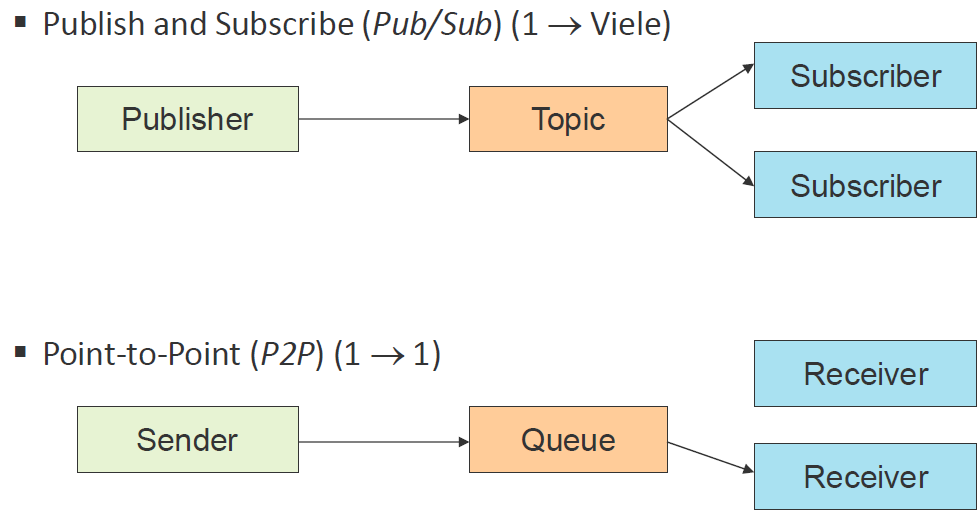 ▪ Publish and Subscribe (Pub/Sub) (1 → Viele)
Publisher
Topic
Subscriber
Subscriber
▪ Point-to-Point (P2P) (1 → 1)
Sender
Queue
Receiver
Receiver